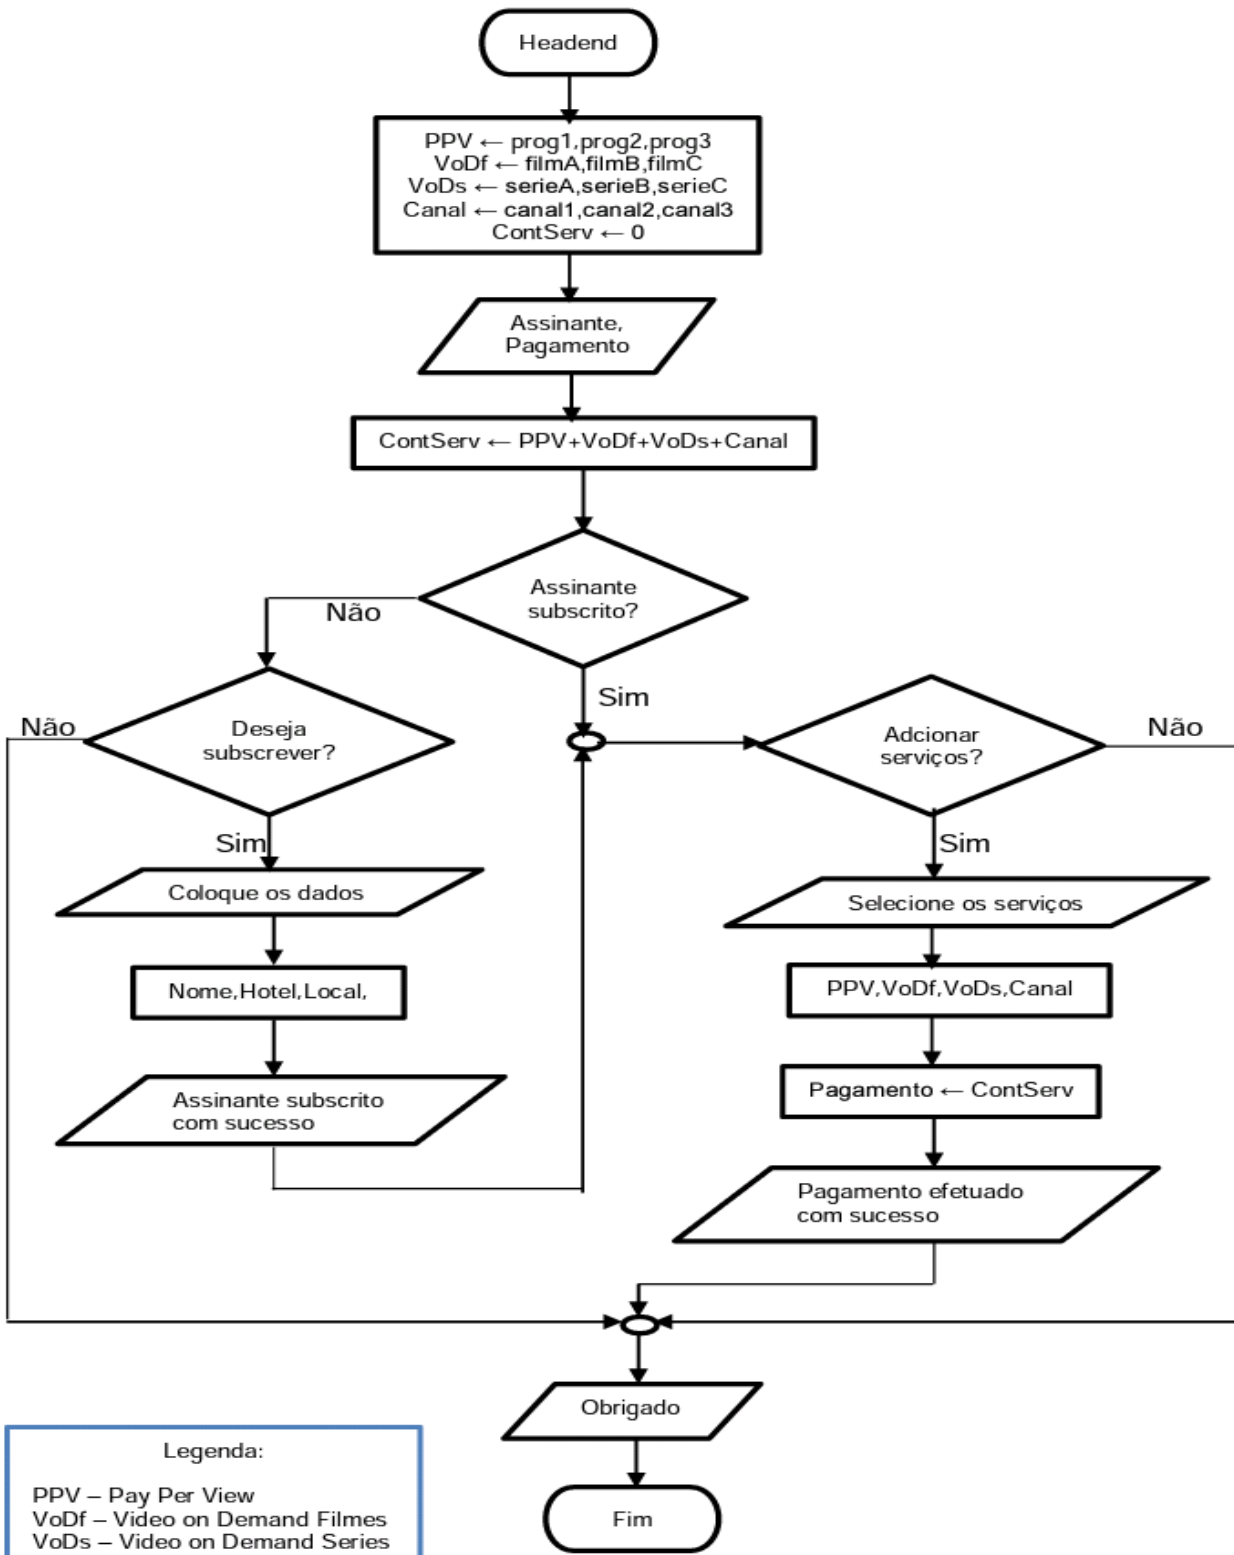 Headend
PPV ← prog1,prog2,prog3
VoDf ← filmA,filmB,filmC
VoDs ← serieA,serieB,serieC
Canal ← canal1,canal2,canal3
ContServ ← 0
Assinante,
Pagamento
ContServ ← PPV+VoDf+VoDs+Canal
Assinante
subscrito?
Não
Sim
Não
Deseja
subscrever?
Adcionar
serviços?
Não
Sim
Sim
Coloque os dados
Selecione os serviços
Nome,Hotel,Local,
PPV,VoDf,VoDs,Canal
Pagamento ← ContServ
Assinante subscrito
com sucesso
Pagamento efetuado
com sucesso
Obrigado
Fim
Legenda:
PPV – Pay Per View
VoDf – Video on Demand Filmes
VoDs – Video on Demand Series